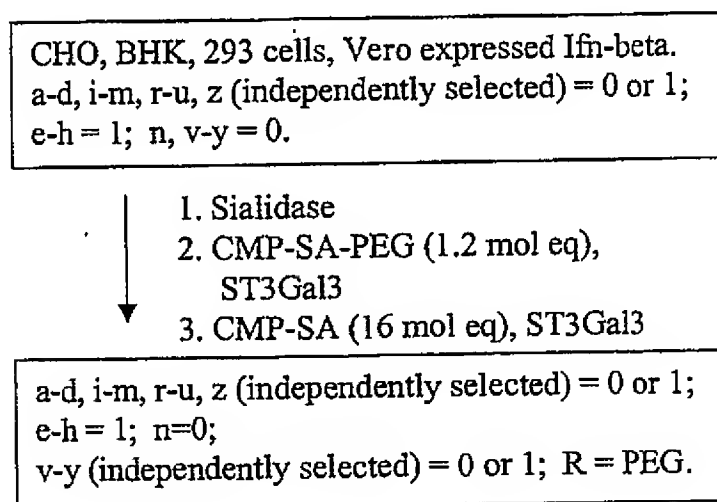 CHO, BHK, 293 cells, Vero expressed Ifn-beta.
a-d, i-m, r-u, z (independently selected) = 0 or 1;
e-h = 1; n, v-y = 0.
1. Sialidase
2. CMP-SA-PEG (1.2 mol eq),
ST3Gal3
3. CMP-SA (16 mol eq), ST3Gal3
a-d, i-m, r-u, z (independently selected) = 0 or 1;
e-h = 1; n=0;
v-y (independently selected) = 0 or 1; R = PEG.